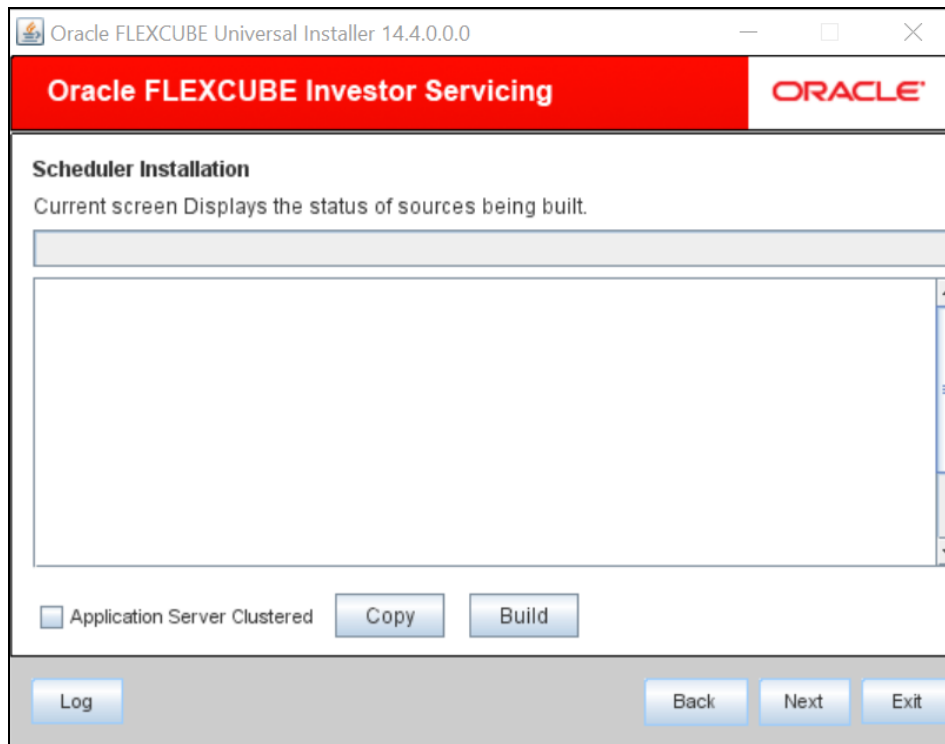 Oracle FLEXCUBE Universal Installer 14.4.0.0.0
Oracle FLEXCUBE Investor Servicing
ORACLE
Scheduler Installation
Current screen Displays the status of sources being built.
Application Server Clustered Copy Build
Log Back Next Exit